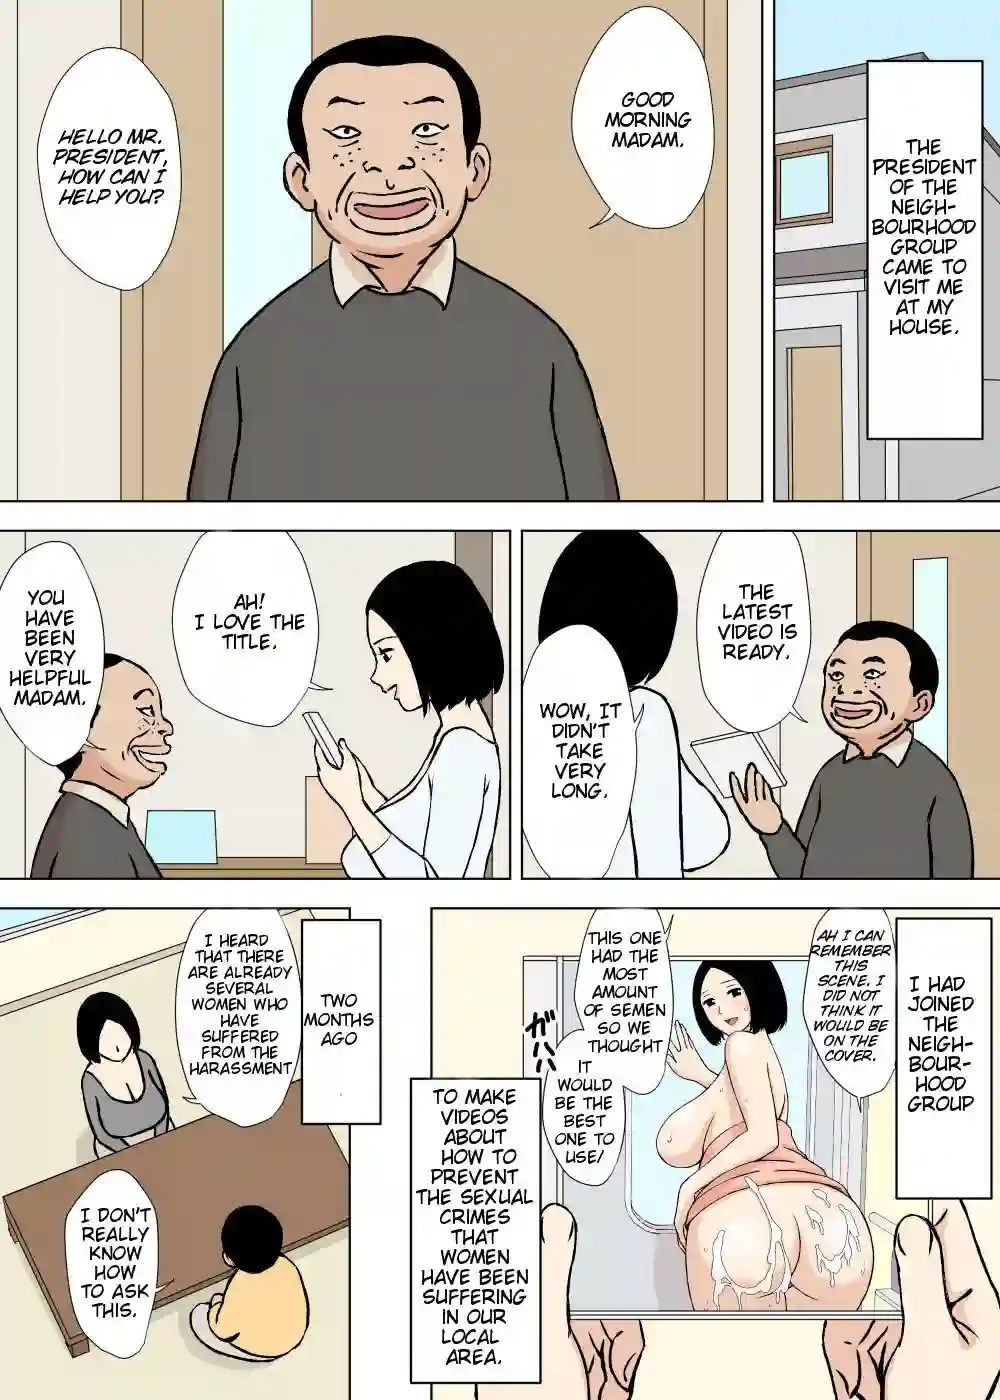 THE
PRESIDENT
OF THE
NEIGH-
BOURHOOD
GROUP
CAME TO
VISIT ME
AT MY
HOUSE.
GOOD
MORNING
MADAM.
HELLO MR.
PRESIDENT,
HOW CAN I
HELP YOU?
THE
LATEST
VIDEO IS
READY.
WOW, IT
DIDN'T
TAKE
VERY
LONG.
AH!
I LOVE THE
TITLE.
YOU
HAVE
BEEN
VERY
HELPFUL
MADAM.
I HAD
JOINED
THE
NEIGH-
BOUR-
HOOD
GROUP
AH I CAN
REMEMBER
THIS
SCENE. I
DID NOT
THINK IT
WOULD BE
ON THE
COVER.
THIS ONE
HAD THE
MOST
AMOUNT
OF SEMEN
SO WE
THOUGHT
IT
WOULD
BE THE
BEST
ONE TO
USE!
ガハハ
TO MAKE
VIDEOS
ABOUT
HOW TO
PREVENT
THE SEXUAL
CRIMES
THAT
WOMEN
HAVE BEEN
SUFFERING
IN OUR
LOCAL
AREA.
TWO
MONTHS
AGO
I HEARD
THAT THERE
ARE ALREADY
SEVERAL
WOMEN WHO
HAVE
SUFFERED
FROM THE
HARASSMENT
I DON'T
REALLY
KNOW
HOW
TO ASK
THIS.